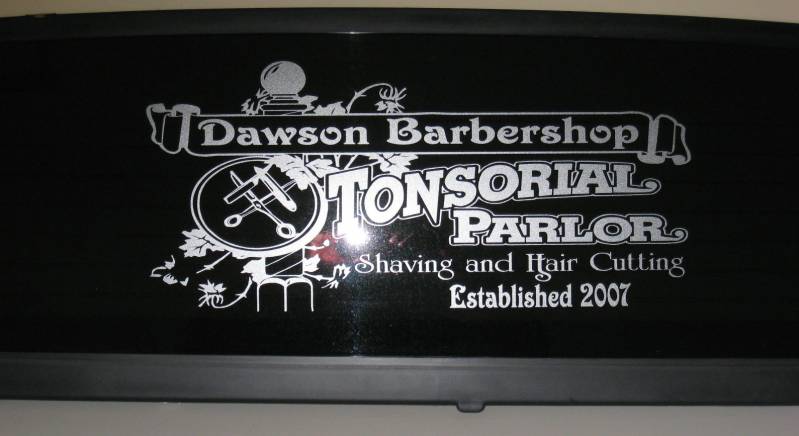 Dawson Barbershop
TONSORIAL
PARLOR
Shaving and Hair Cutting
Established 2007